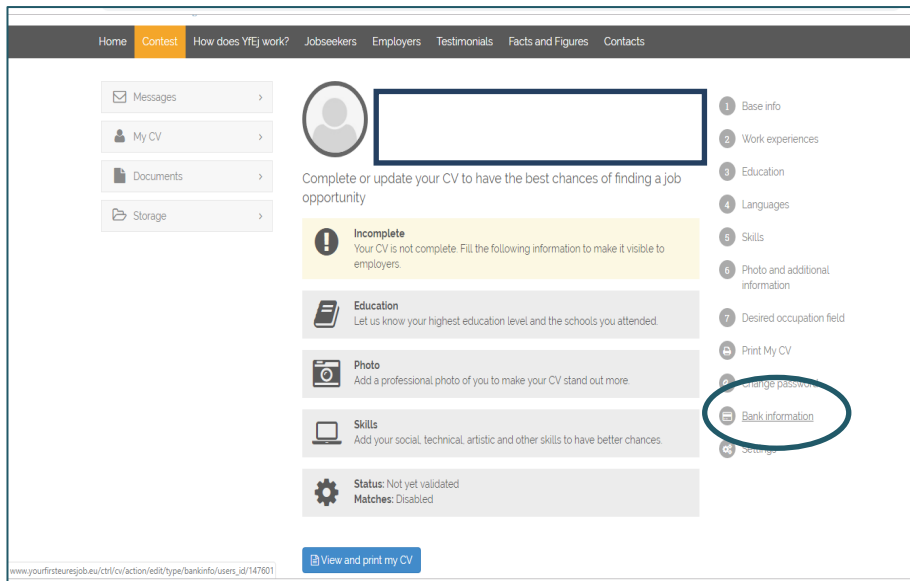 Home Contest How does YfEj work? Jobseekers Employers Testimonials Facts and Figures Contacts
Messages
My CV
Documents
Storage
Complete or update your CV to have the best chances of finding a job
opportunity
Incomplete
Your CV is not complete. Fill the following information to make it visible to
employers.
Education
Let us know your highest education level and the schools you attended.
Photo
Add a professional photo of you to make your CV stand out more.
Skills
Add your social, technical, artistic and other skills to have better chances.
Status: Not yet validated
Matches: Disabled
View and print my CV
1 Base info
2 Work experiences
3 Education
4 Languages
5 Skills
6 Photo and additional
information
7 Desired occupation field
Print My CV
Change password
Bank information
Settings
www.yourfirsteuresjob.eu/ctrl/cv/action/edit/type/bankinfo/users_id/147601